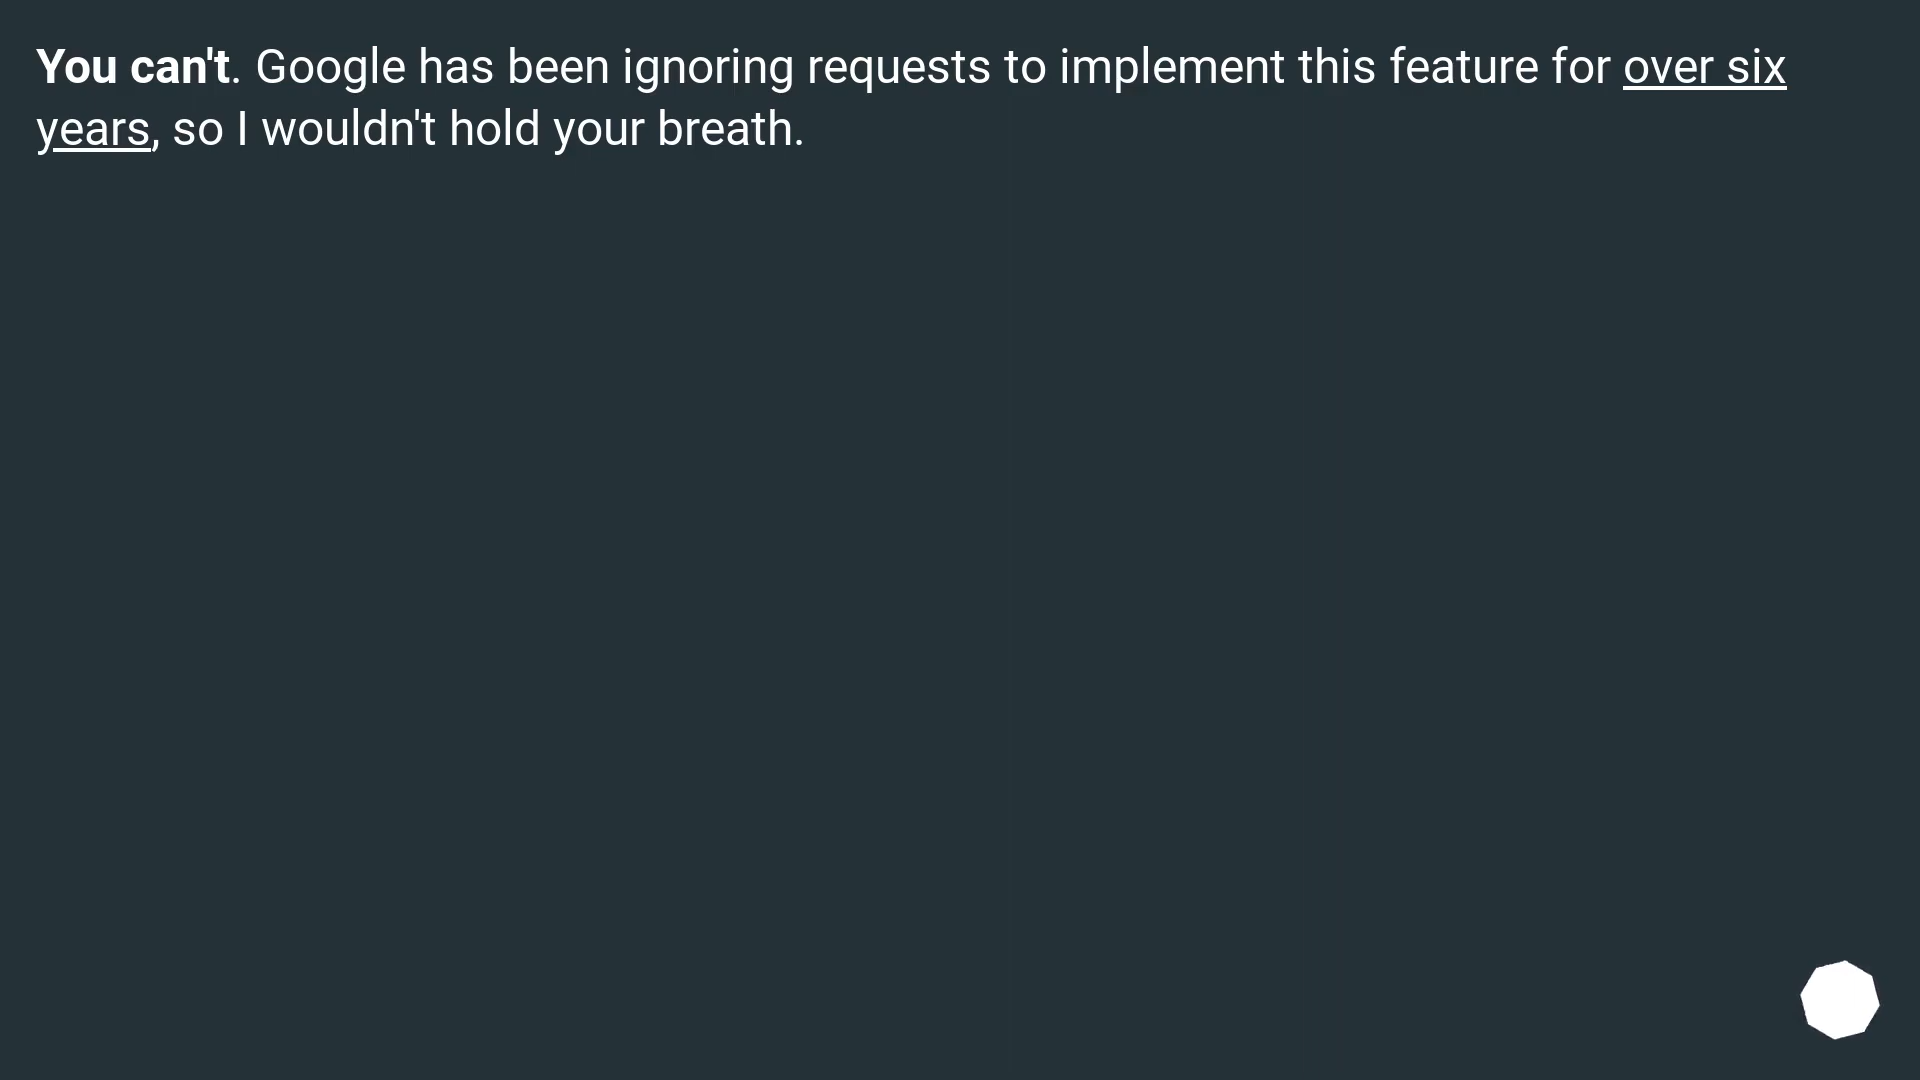 You can't. Google has been ignoring requests to implement this feature for over six
years, so I wouldn't hold your breath.